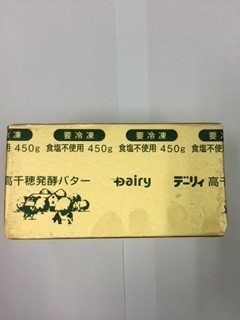 要冷凍 要冷凍 要冷凍
用 450g 食塩不使用 450g 食塩不使用 450g 食塩不使
高千穂発酵バター Dairy デーリィ 高千